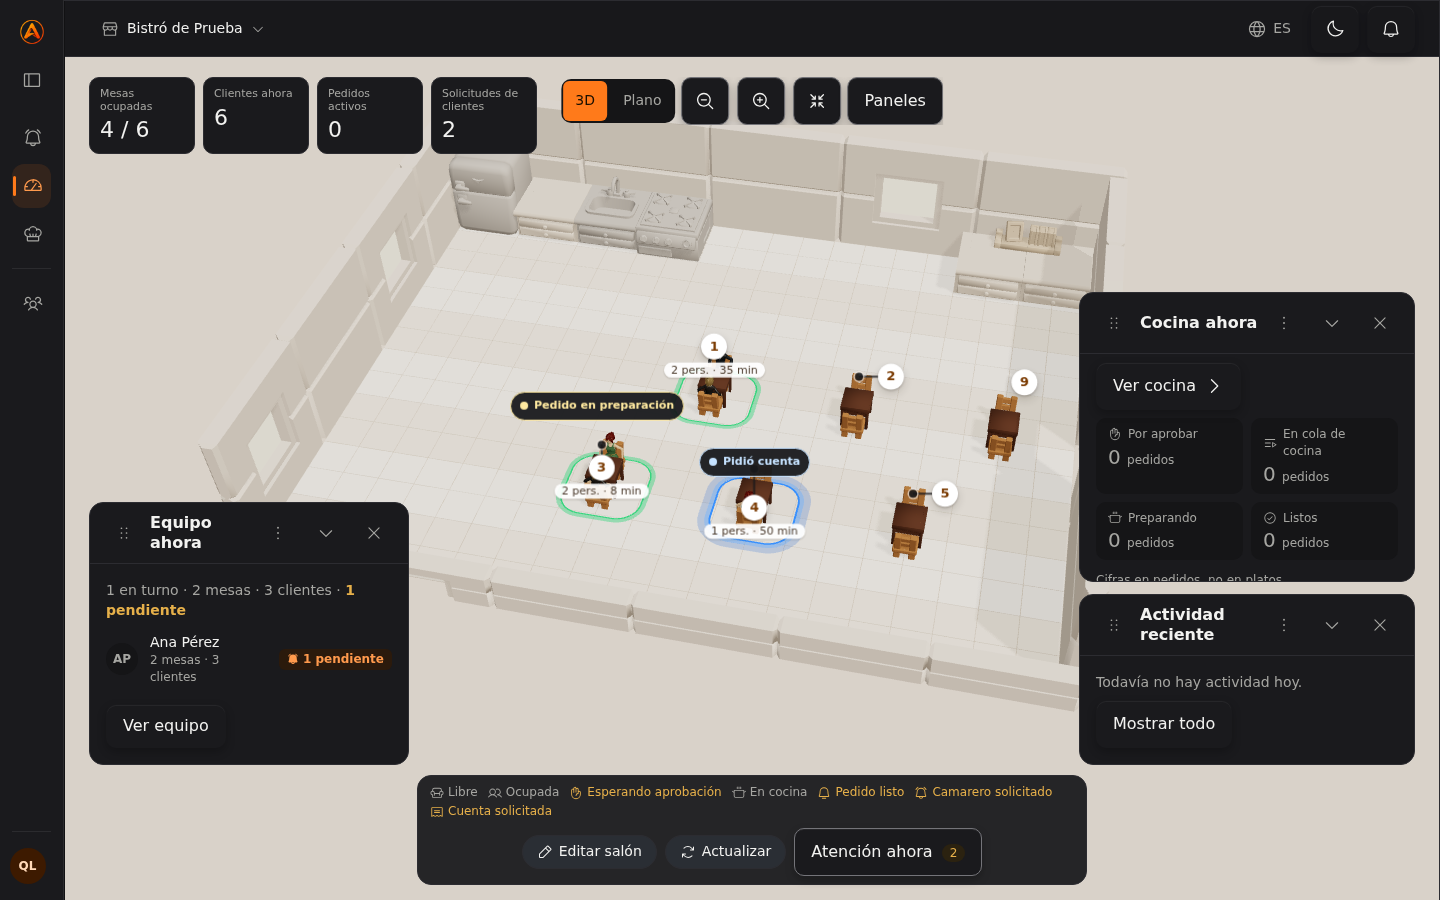 Bistró de Prueba
ES
Mesas
ocupadas
4 / 6
Clientes ahora
6
Pedidos
activos
0
Solicitudes de
clientes
2
3D
Plano
Paneles
1
2 pers. · 35 min
2
9
Pedido en preparación
3
2 pers. · 8 min
Pidió cuenta
4
1 pers. · 50 min
5
Cocina ahora
Ver cocina
Por aprobar
0 pedidos
En cola de
cocina
0 pedidos
Preparando
0 pedidos
Listos
0 pedidos
Cifras en pedidos, no en platos
Equipo
ahora
1 en turno · 2 mesas · 3 clientes · 1
pendiente
AP
Ana Pérez
2 mesas · 3
clientes
1 pendiente
Ver equipo
Actividad
reciente
Todavía no hay actividad hoy.
Mostrar todo
Libre
Ocupada
Esperando aprobación
En cocina
Pedido listo
Camarero solicitado
Cuenta solicitada
Editar salón
Actualizar
Atención ahora 2
QL